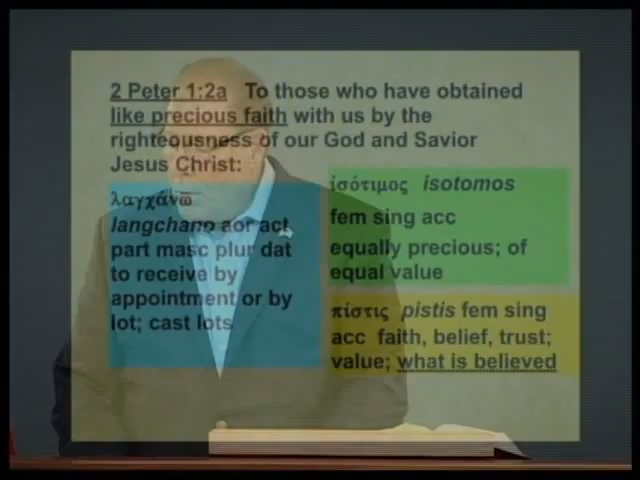 2 Peter 1:2a To those who have obtained
like precious faith with us by the
righteousness of our God and Savior
Jesus Christ:
λαγχάνω
langchano aor act
part masc plur dat
to receive by
appointment or by
lot; cast lots.
ἰσότιμος isotomos
fem sing acc
equally precious; of
equal value
πίστις pistis fem sing
acc faith, belief, trust;
value; what is believed